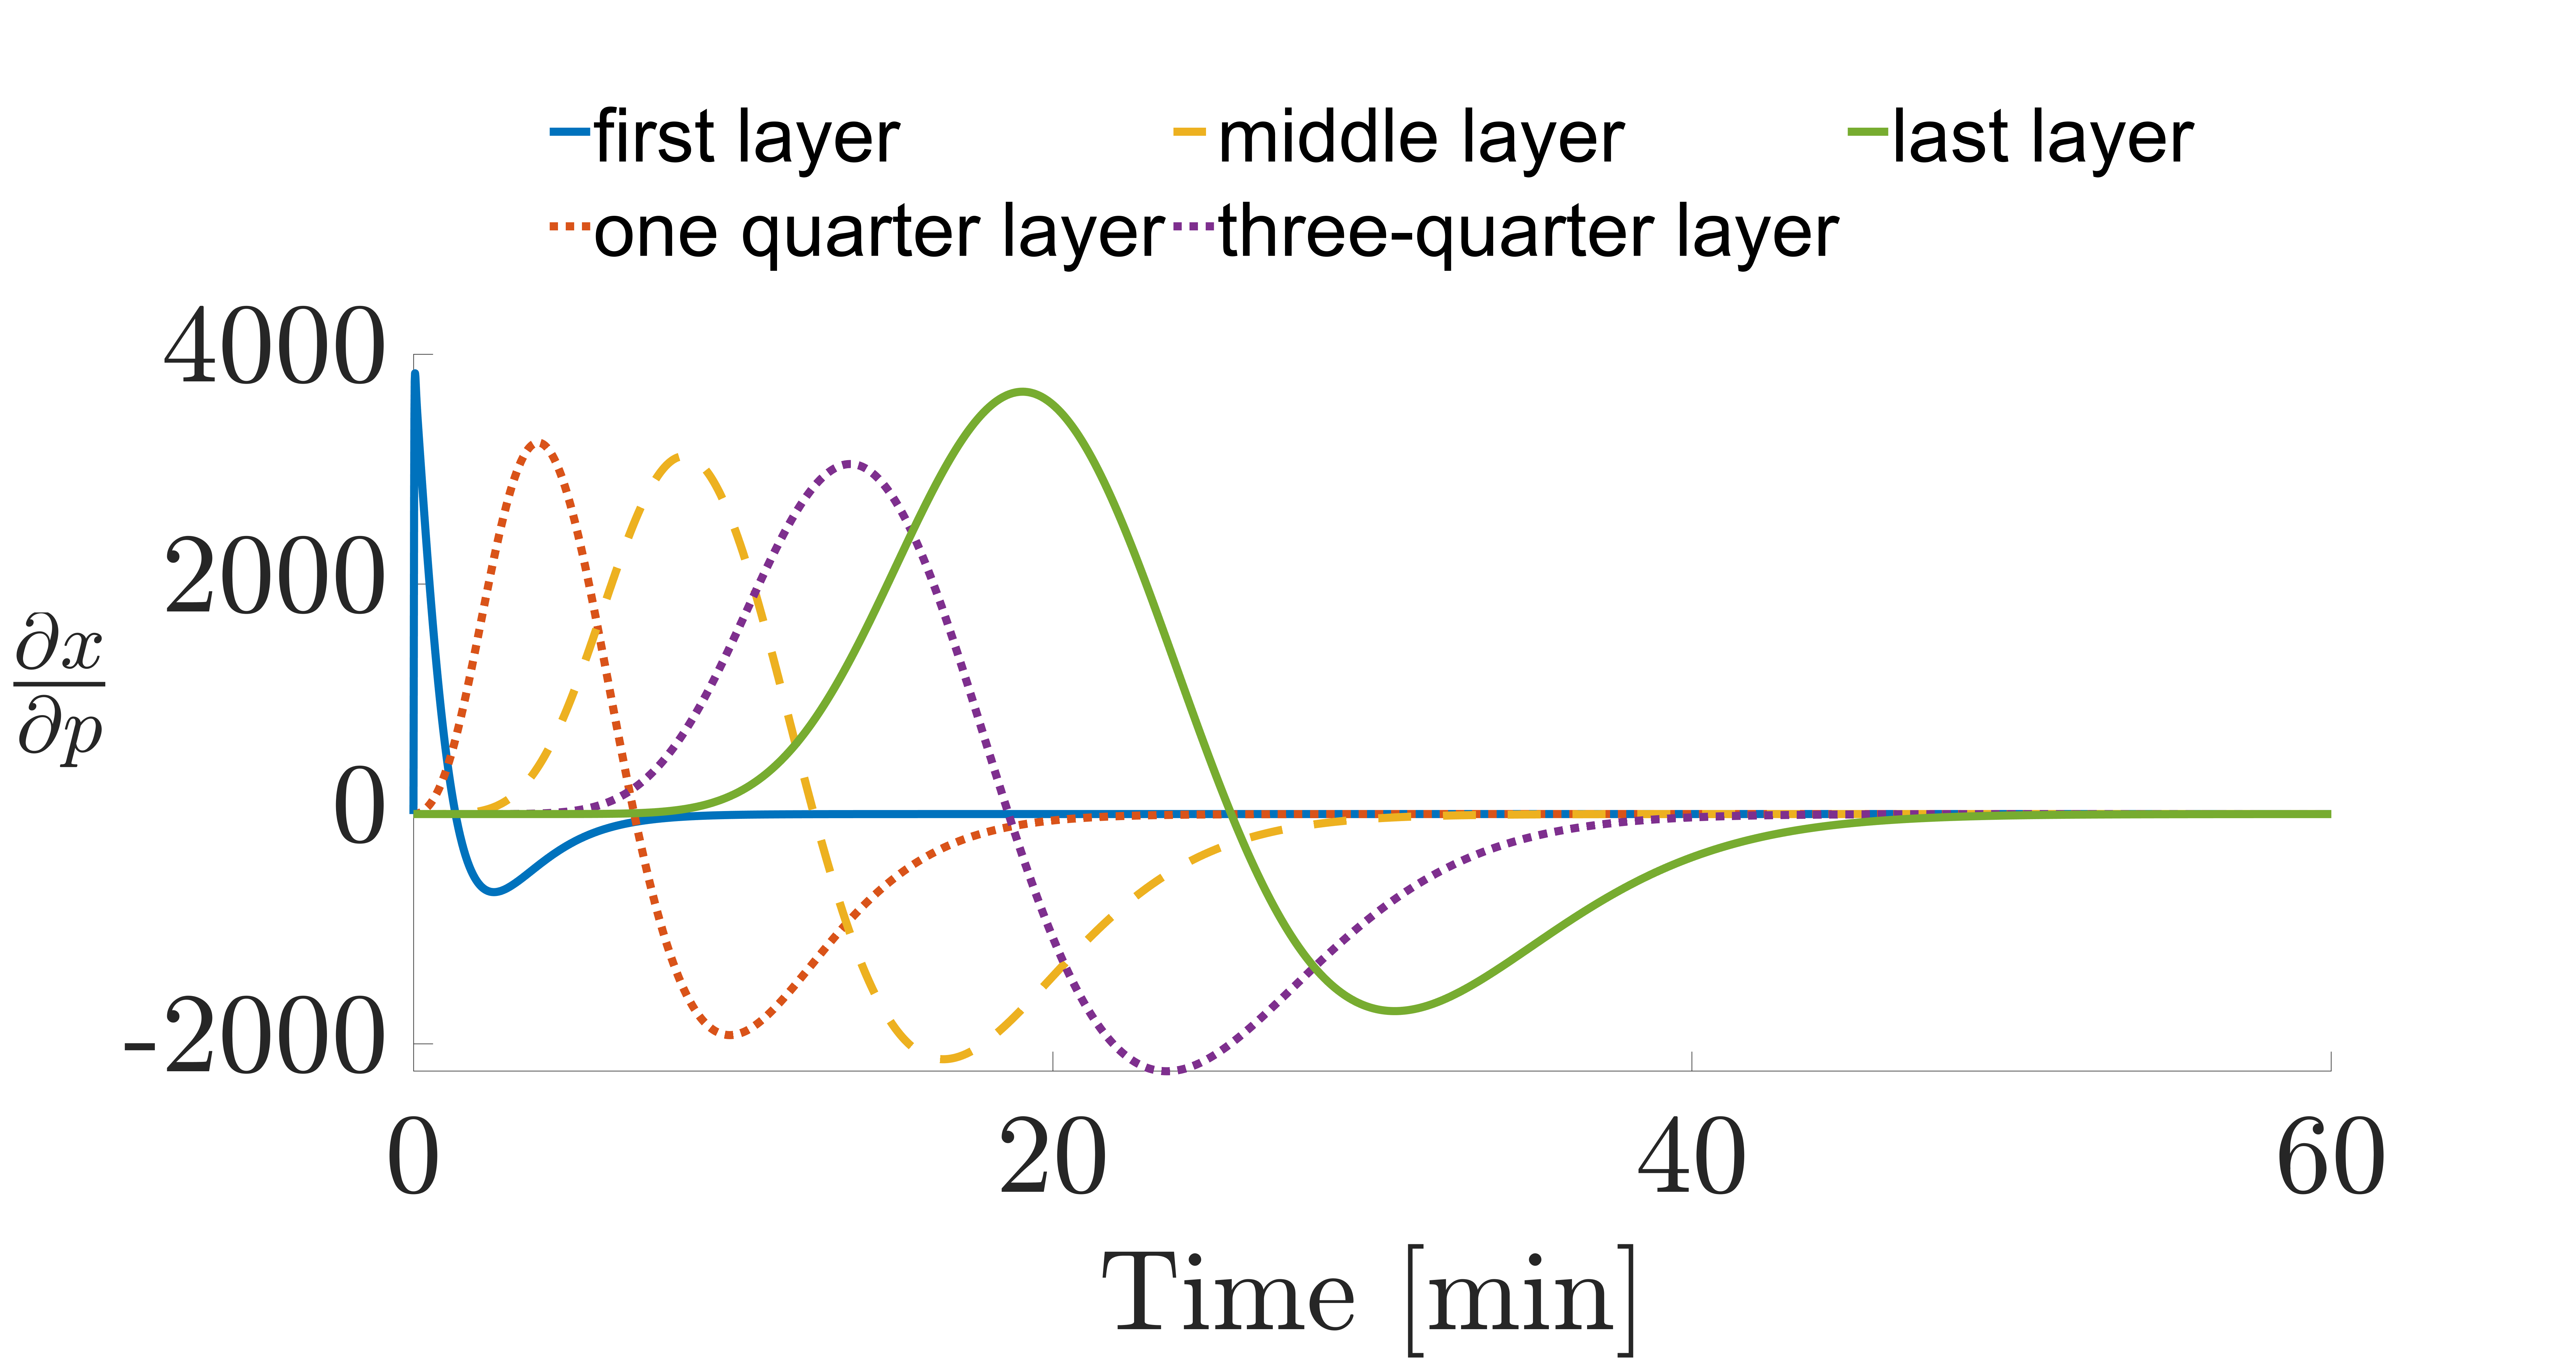 first layer middle layer last layer
one quarter layer three-quarter layer
4000
2000
∂x
∂p
0
-2000
0 20 40 60
Time [min]